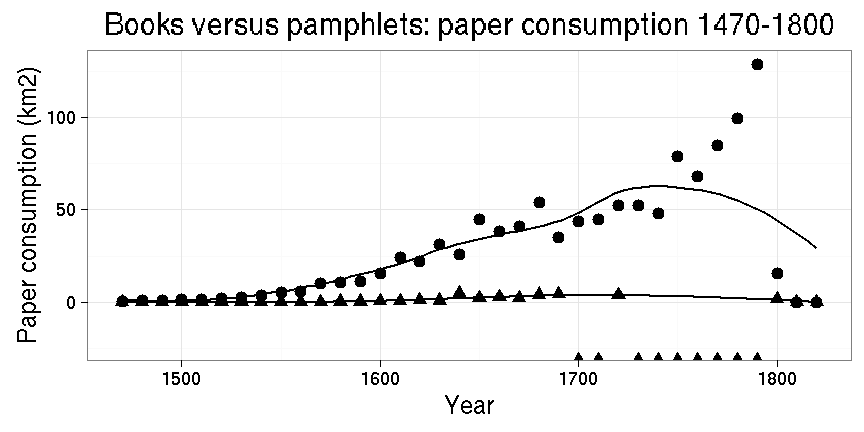 Books versus pamphlets: paper consumption 1470-1800
Paper consumption (km2)
100
50
0
1500 1600 1700 1800
Year